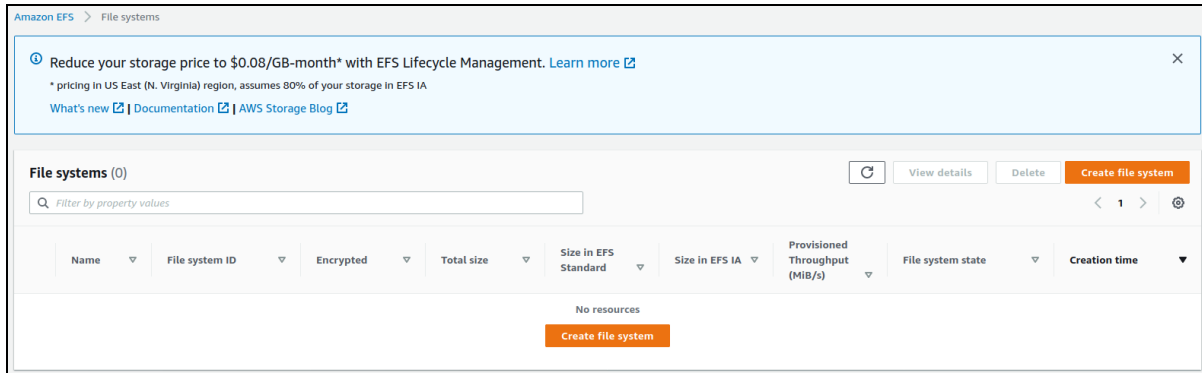 Amazon EFS > File systems
Reduce your storage price to $0.08/GB-month* with EFS Lifecycle Management. Learn more
* pricing in US East (N. Virginia) region, assumes 80% of your storage in EFS IA
What's new | Documentation | AWS Storage Blog
File systems (0)
View details
Delete
Create file system
Filter by property values
< 1 >
Name
File system ID
Encrypted
Total size
Size in EFS
Standard
Size in EFS IA
Provisioned
Throughput
(MiB/s)
File system state
Creation time
No resources
Create file system